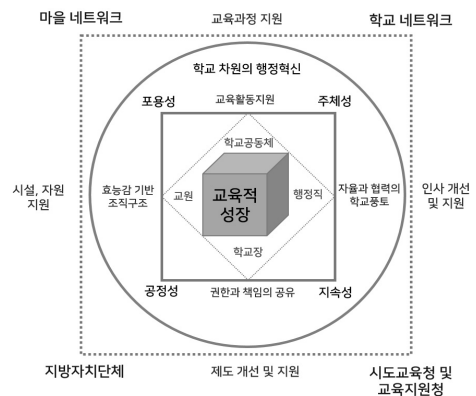 마을 네트워크
교육과정 지원
학교 네트워크
학교 차원의 행정혁신
포용성
교육활동지원
주체성
학교공동체
시설, 자원
지원
효능감 기반
조직구조
교원
교육적
성장
행정직
자율과 협력의
학교풍토
인사 개선
및 지원
학교장
공정성
권한과 책임의 공유
지속성
지방자치단체
제도 개선 및 지원
시도교육청 및
교육지원청